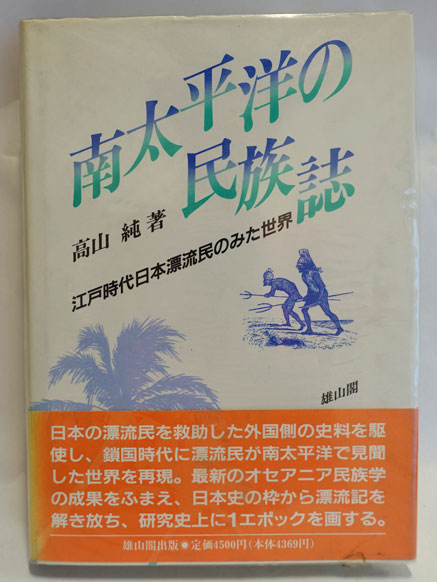 南太平洋の
民族誌
高山 純 著
江戸時代日本漂流民のみた世界
雄山閣
日本の漂流民を救助した外国側の史料を駆
使し、鎖国時代に漂流民が南太平洋で見聞
した世界を再現。最新のオセアニア民族学
の成果をふまえ、日本史の枠から漂流記を
解き放ち、研究史上に1エポックを画する。
雄山閣出版●定価4500円(本体4369円)